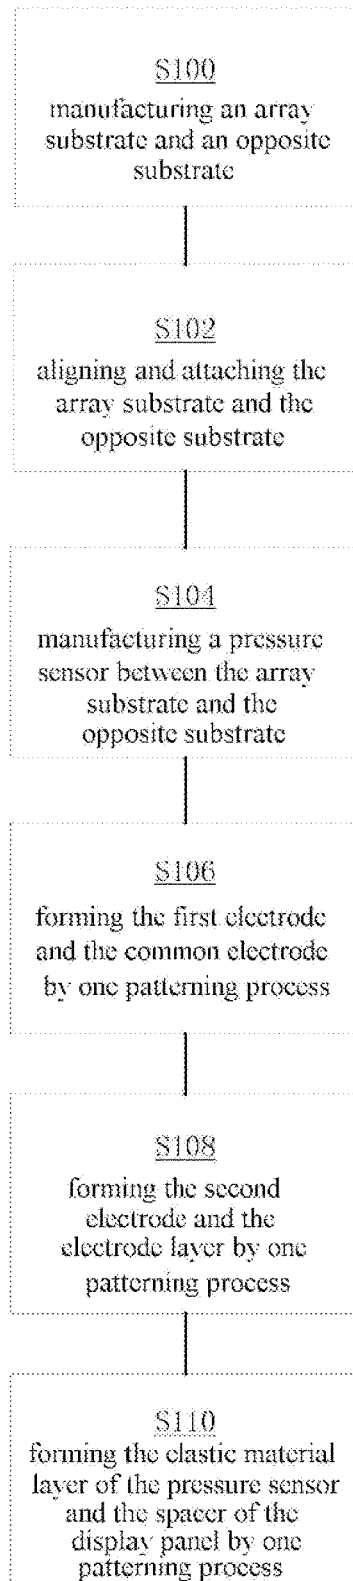 S100
manufacturing an array
substrate and an opposite
substrate
S102
aligning and attaching the
array substrate and the
opposite substrate
S104
manufacturing a pressure
sensor between the array
substrate and the
opposite substrate
S106
forming the first electrode
and the common electrode
by one patterning process
S108
forming the second
electrode and the
electrode layer by one
patterning process
S110
forming the elastic material
layer of the pressure sensor
and the spacer of the
display panel by one
patterning process